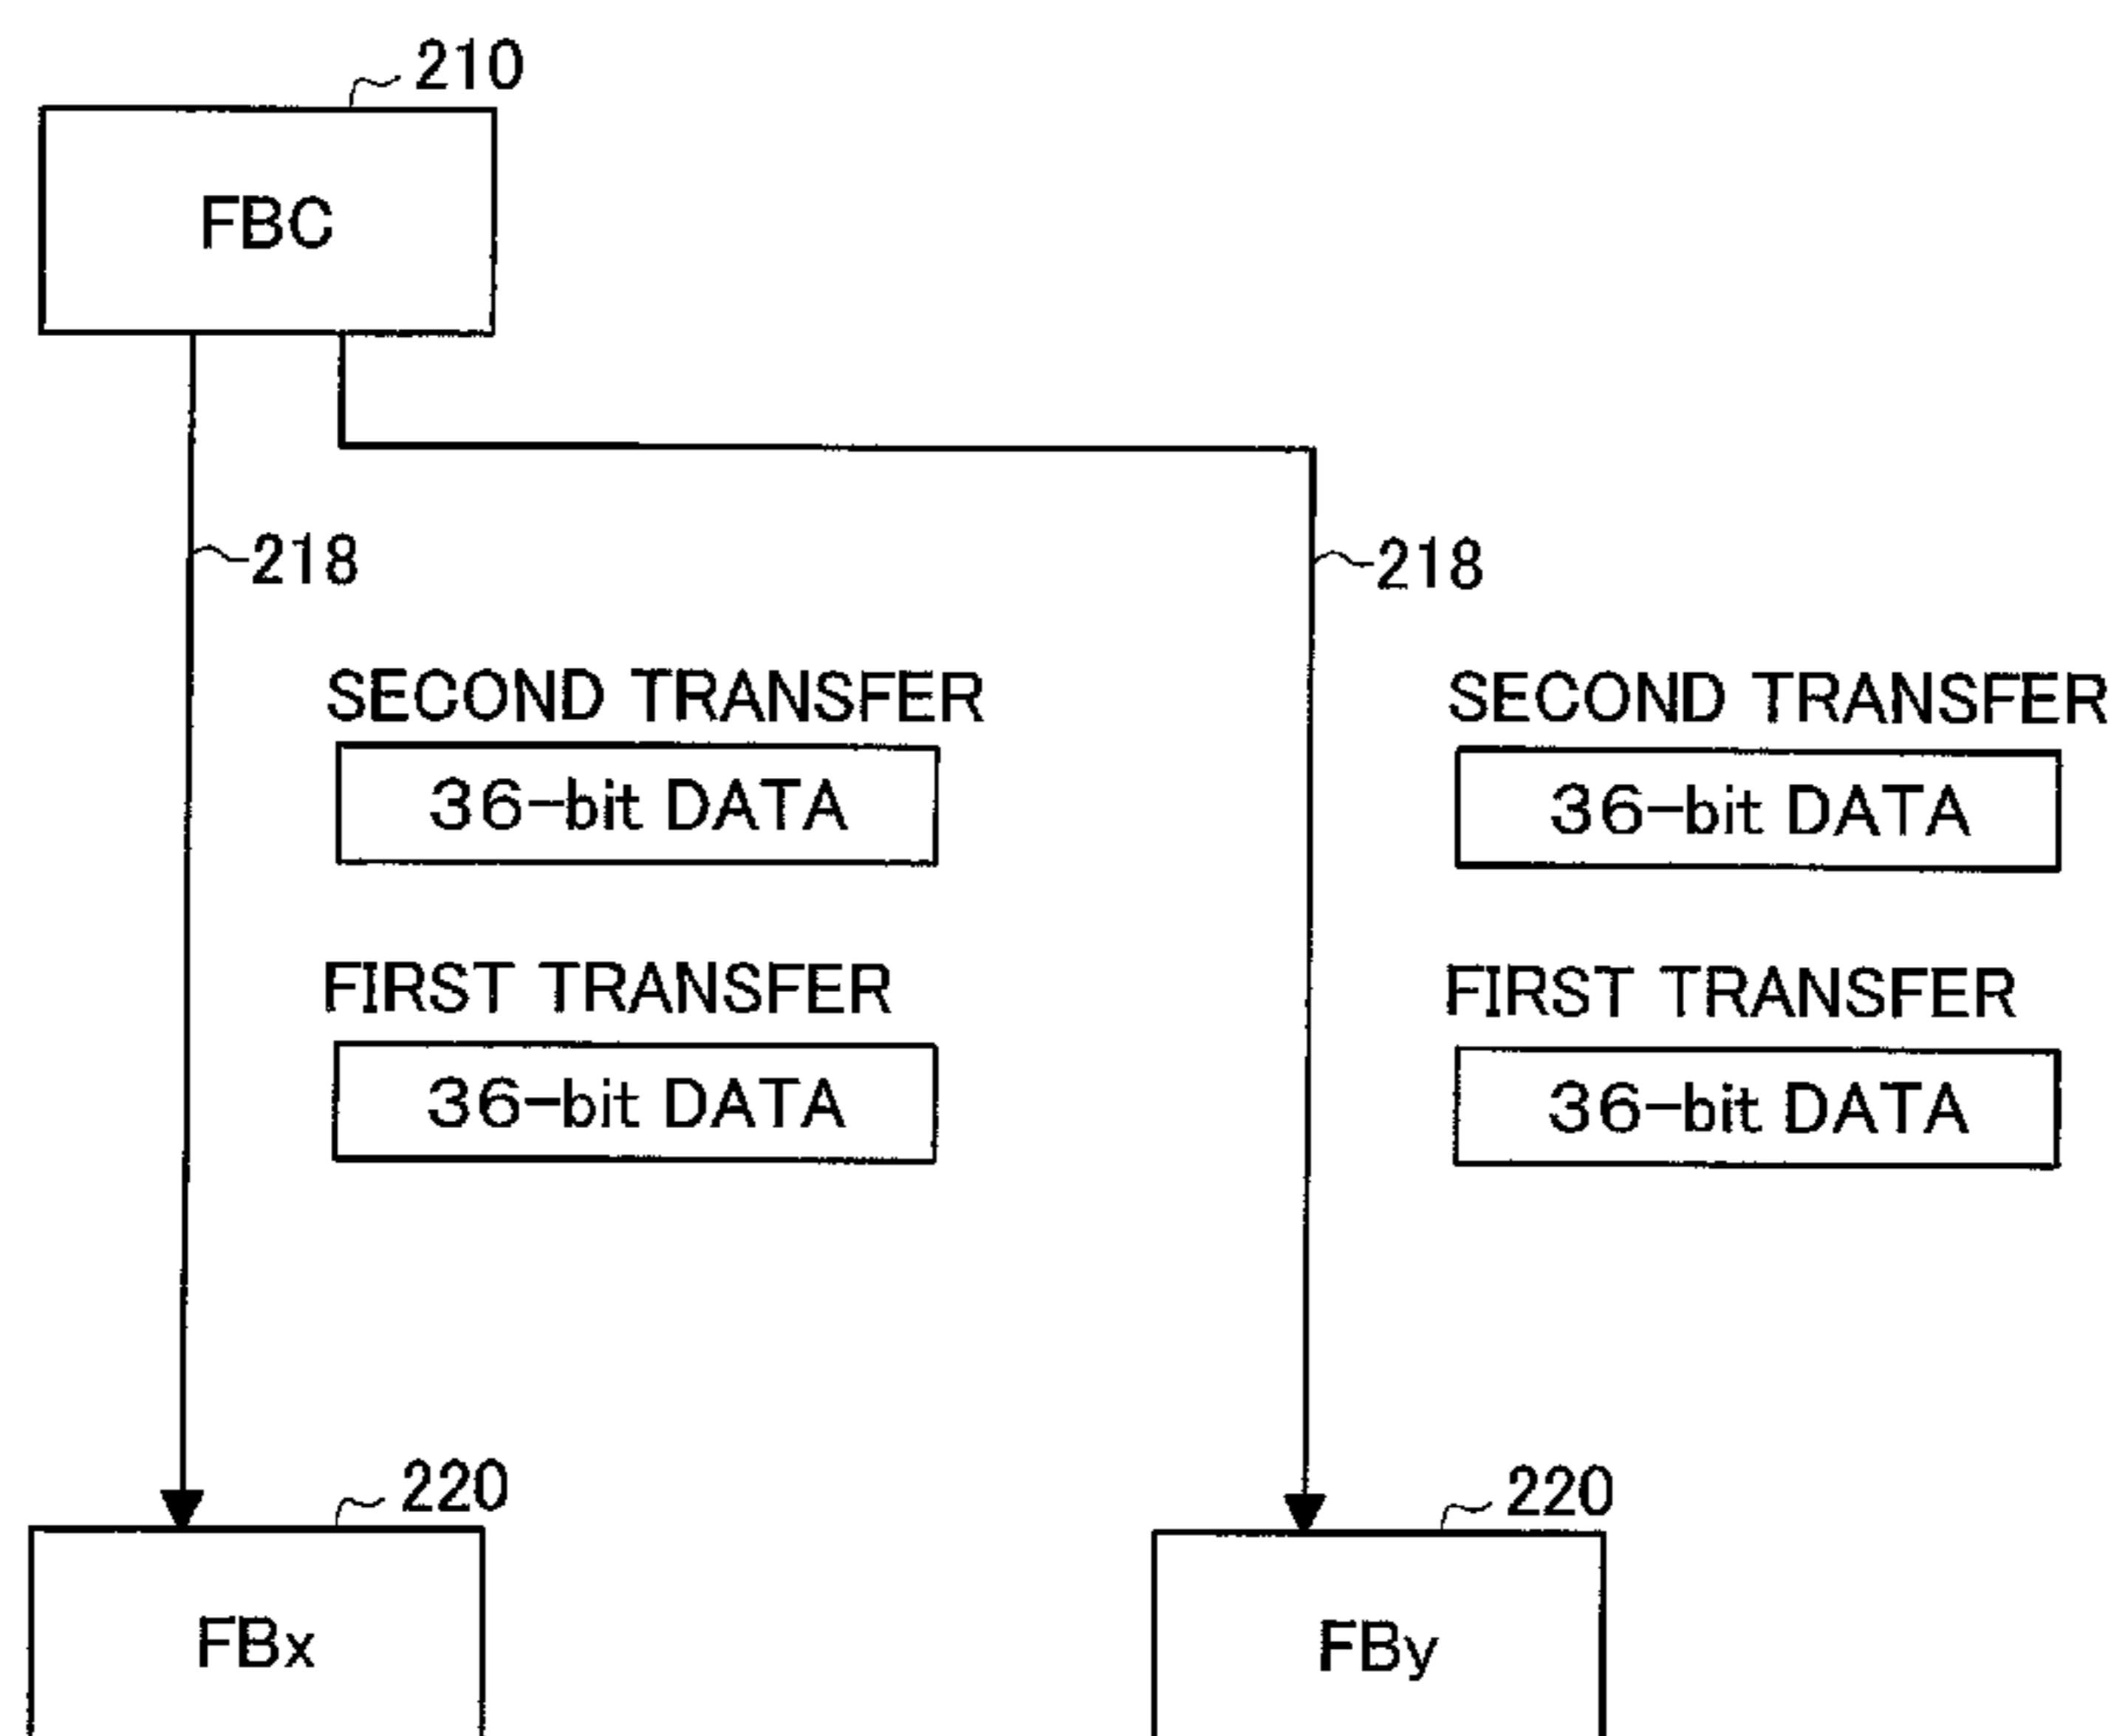 210
FBC
218
218
SECOND TRANSFER
SECOND TRANSFER
36-bit DATA
36-bit DATA
FIRST TRANSFER
FIRST TRANSFER
36-bit DATA
36-bit DATA
220
220
FBx
FBy